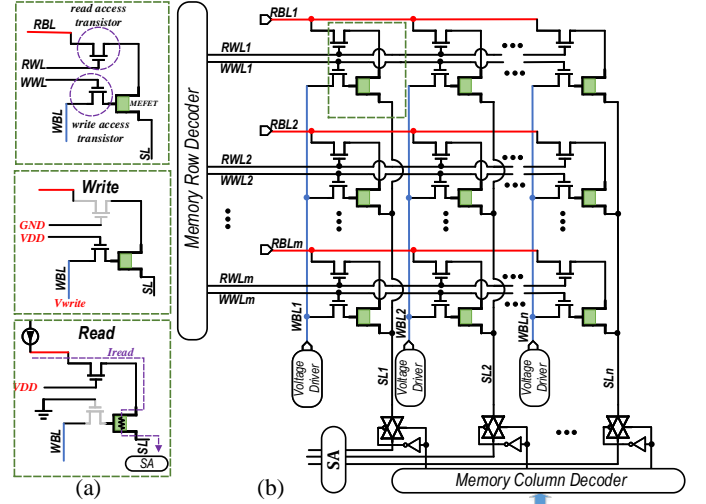 read access
transistor
RBL
RWL
WWL
MEFET
WBL
write access
transistor
SL
Write
GND
VDD
WBL
SL
Vwrite
Read
Iread
VDD
WBL
SL
SA
(a)
Memory Row Decoder
RBL1
RWL1
WWL1
RBL2
RWL2
WWL2
RBLm
RWLm
WWLm
WBL1
WBL2
WBLn
Voltage
Driver
Voltage
Driver
Voltage
Driver
SL1
SL2
SLn
SA
Memory Column Decoder
(b)